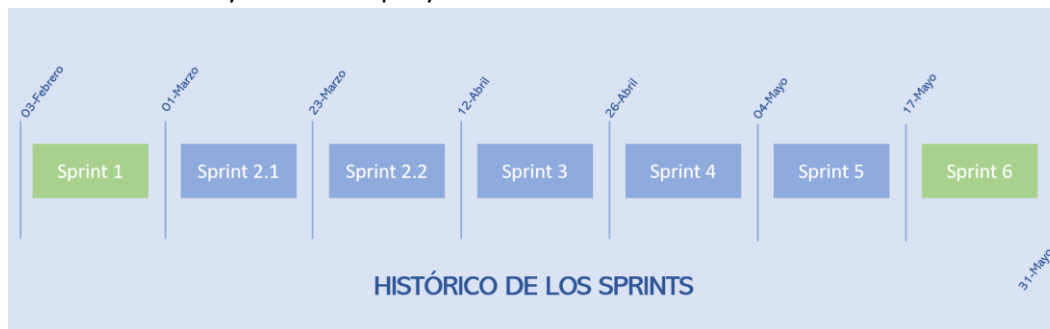 03-Febrero
01-Marzo
23-Marzo
12-Abril
26-Abril
04-Mayo
17-Mayo
Sprint 1
Sprint 2.1
Sprint 2.2
Sprint 3
Sprint 4
Sprint 5
Sprint 6
31-Mayo
HISTÓRICO DE LOS SPRINTS